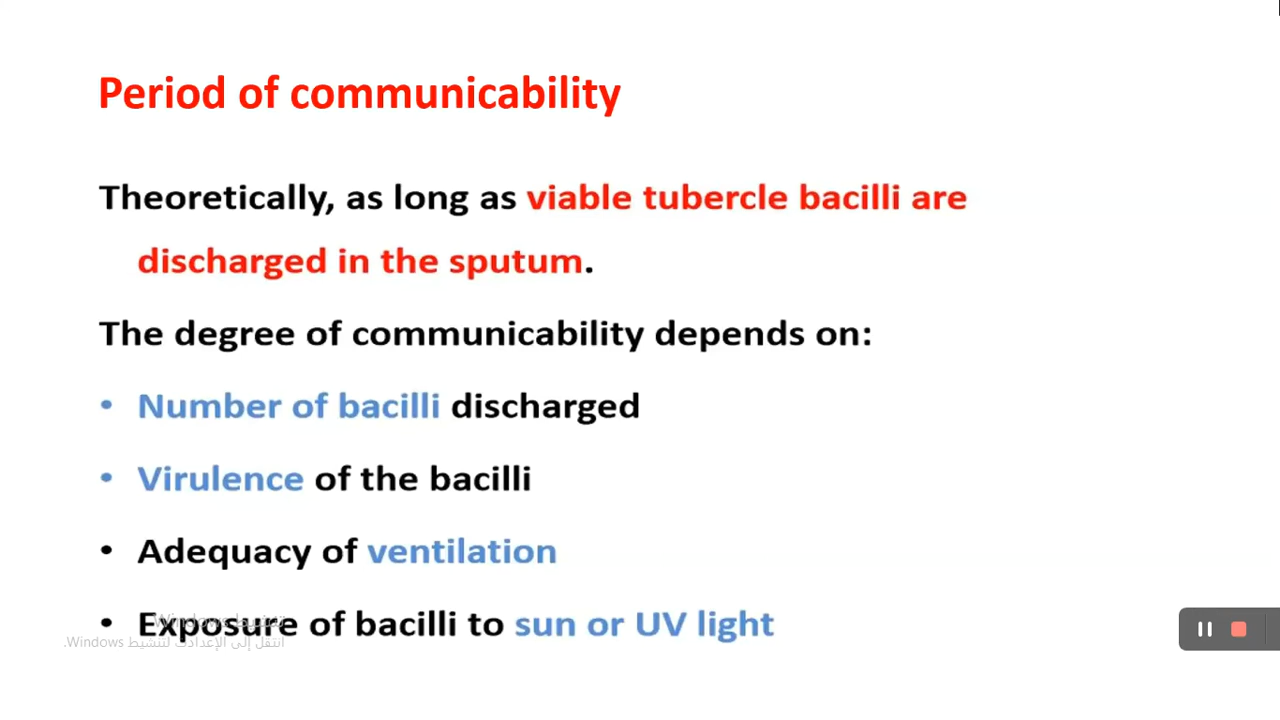 Period of communicability
Theoretically, as long as viable tubercle bacilli are
discharged in the sputum.
The degree of communicability depends on:
• Number of bacilli discharged
• Virulence of the bacilli
• Adequacy of ventilation
• Exposure of bacilli to sun or UV light
تنشيط Windows
انتقل إلى الإعدادات لتنشيط Windows.